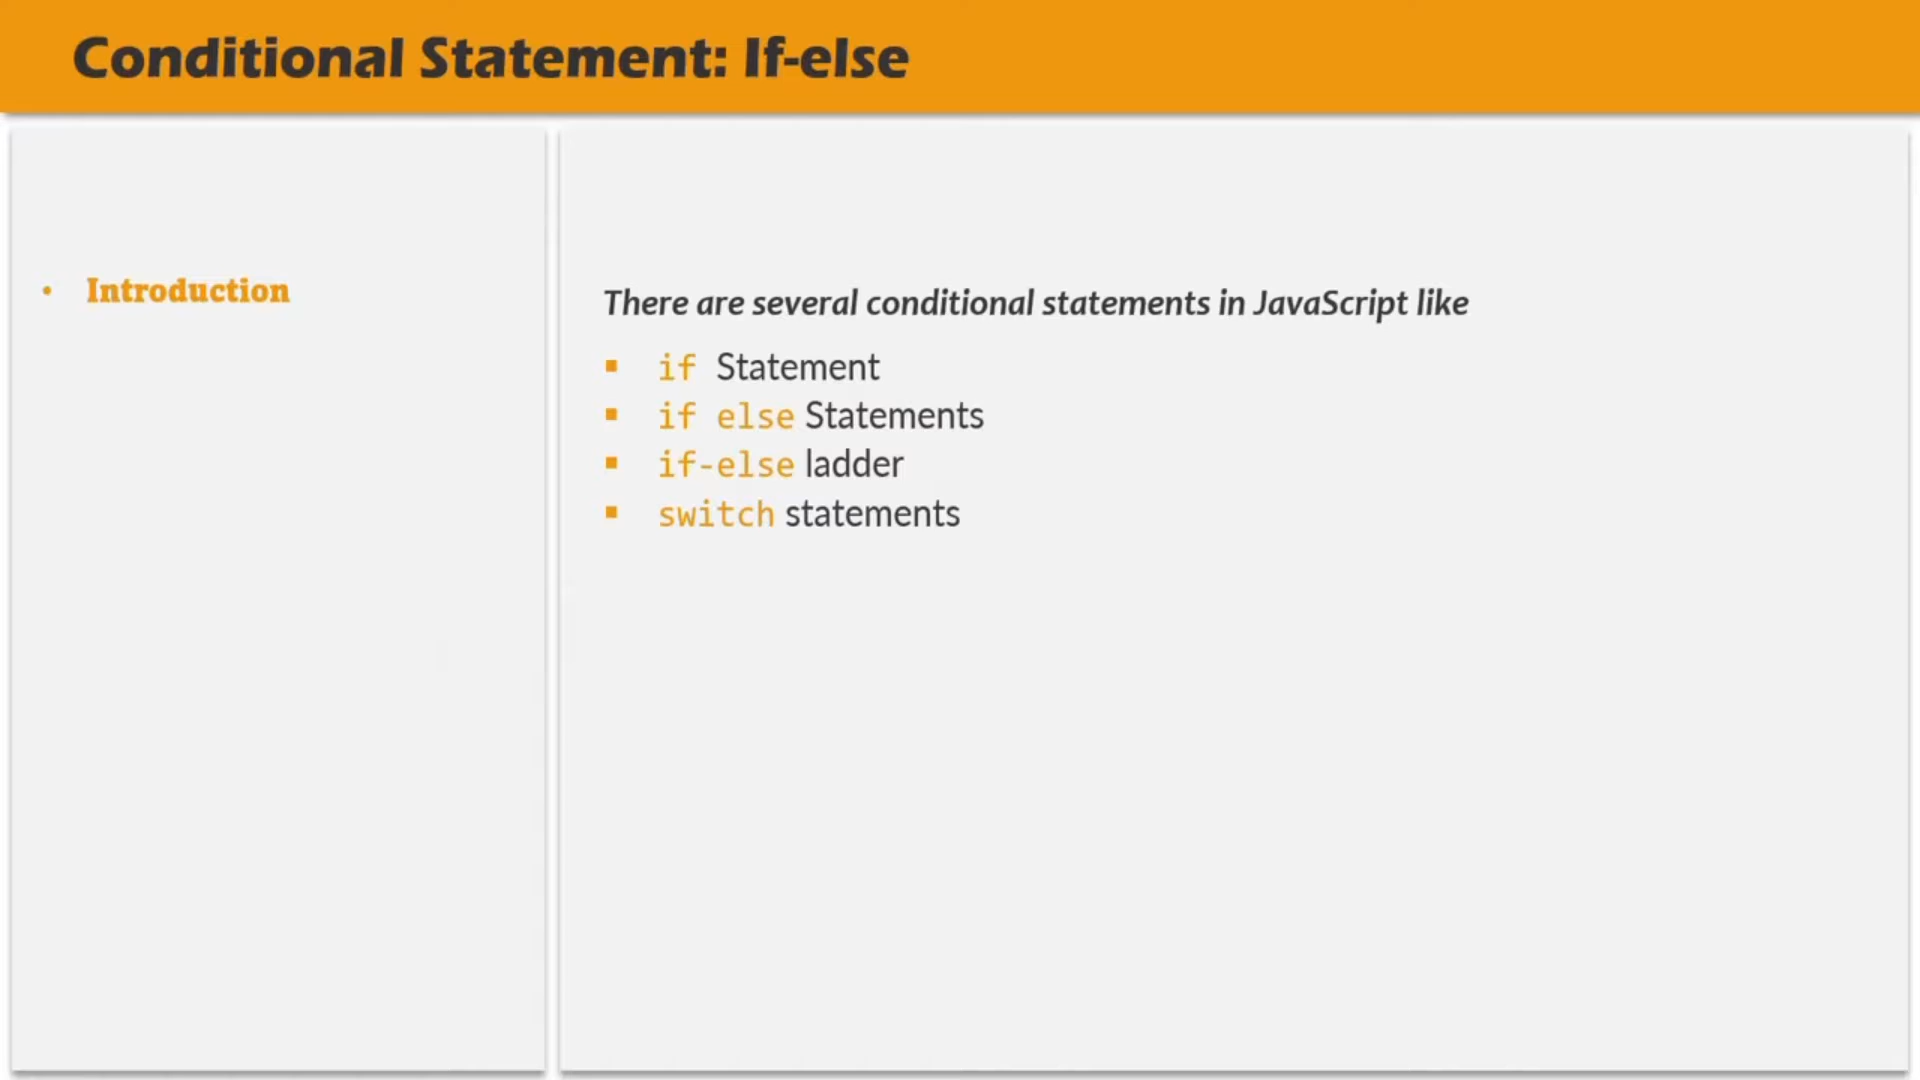 Conditional Statement: If-else
• Introduction
There are several conditional statements in JavaScript like
▪ if Statement
▪ if else Statements
▪ if-else ladder
▪ switch statements